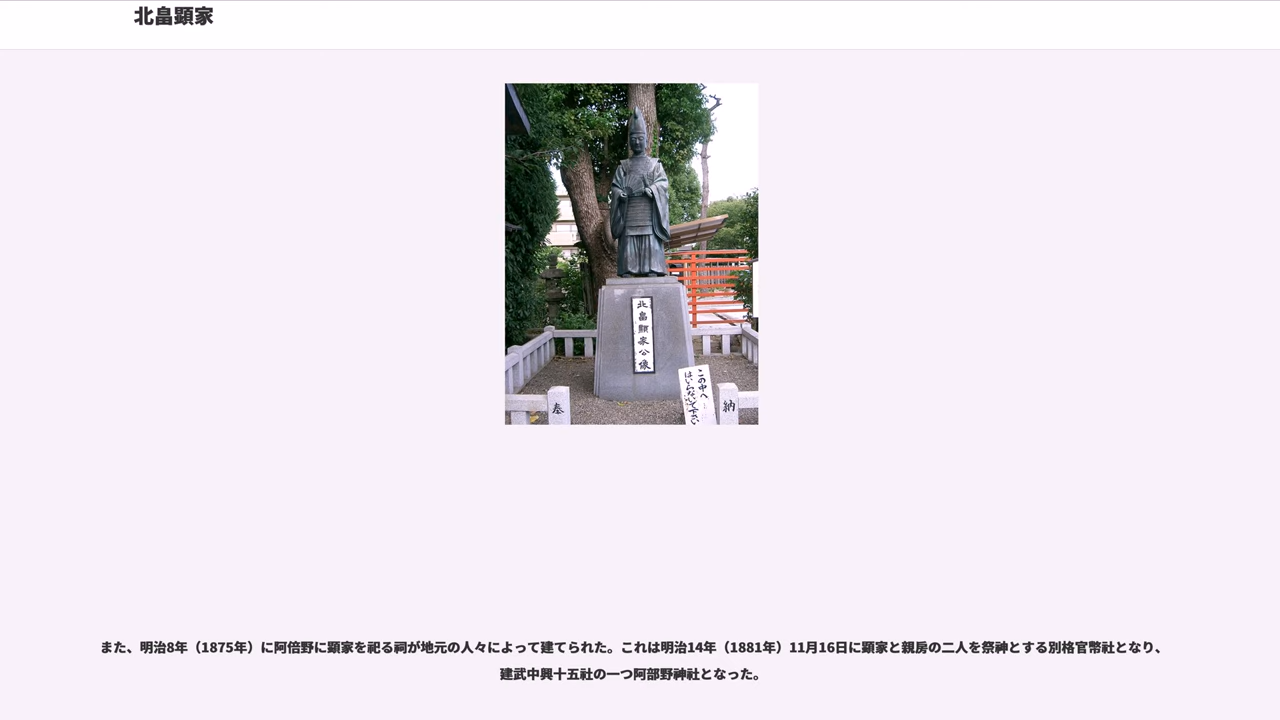 北畠顕家
北畠顕家公像
この中へ
はいらないで下さい
奉
納
また、明治8年（1875年）に阿倍野に顕家を祀る祠が地元の人々によって建てられた。これは明治14年（1881年）11月16日に顕家と親房の二人を祭神とする別格官幣社となり、
建武中興十五社の一つ阿部野神社となった。